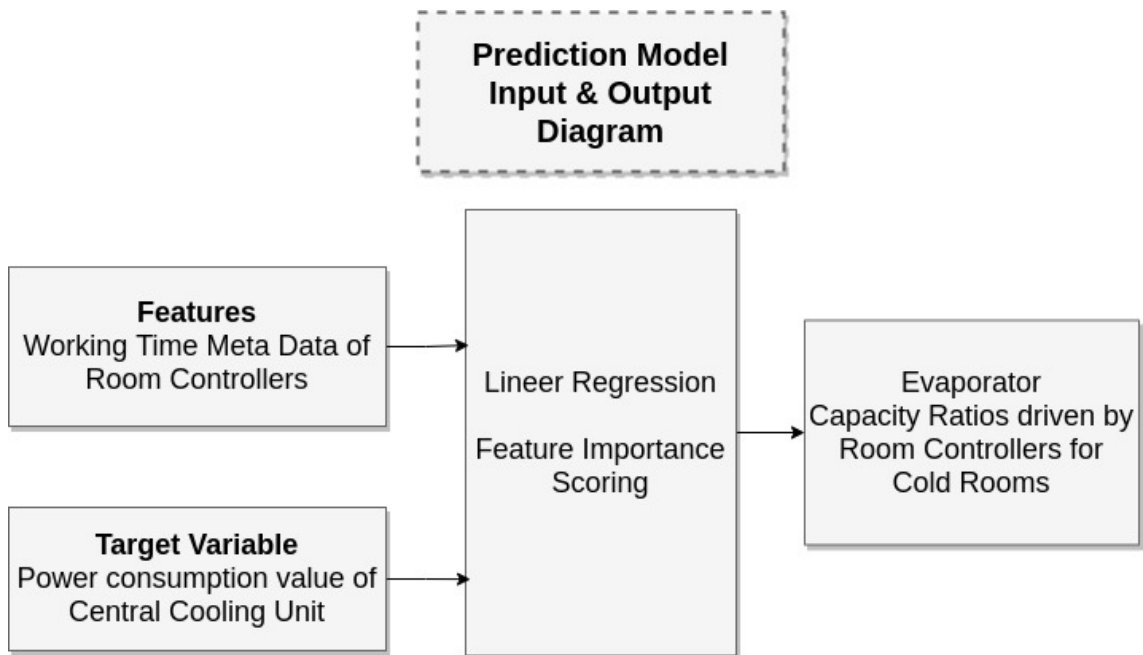 Prediction Model
Input & Output
Diagram
Features
Working Time Meta Data of
Room Controllers
Target Variable
Power consumption value of
Central Cooling Unit
Lineer Regression
Feature Importance
Scoring
Evaporator
Capacity Ratios driven by
Room Controllers for
Cold Rooms